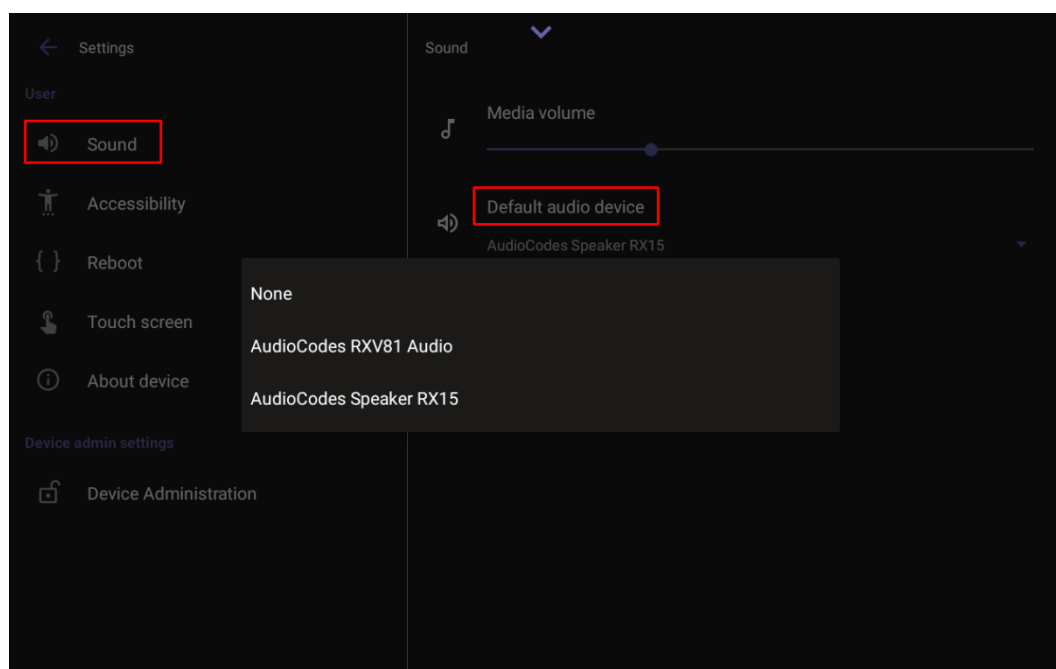 Settings
User
Sound
Accessibility
Reboot
Touch screen
About device
Device admin settings
Device Administration
Sound
Media volume
Default audio device
AudioCodes Speaker RX15
None
AudioCodes RXV81 Audio
AudioCodes Speaker RX15